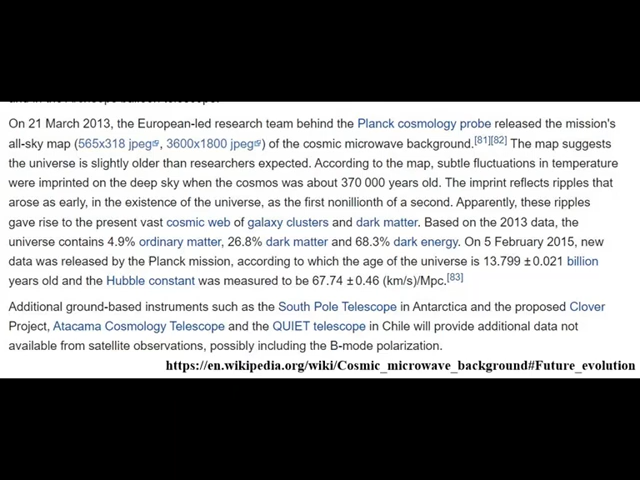 On 21 March 2013, the European-led research team behind the Planck cosmology probe released the mission's
all-sky map (565x318 jpeg, 3600x1800 jpeg) of the cosmic microwave background.[81][82] The map suggests
the universe is slightly older than researchers expected. According to the map, subtle fluctuations in temperature
were imprinted on the deep sky when the cosmos was about 370 000 years old. The imprint reflects ripples that
arose as early, in the existence of the universe, as the first nonillionth of a second. Apparently, these ripples
gave rise to the present vast cosmic web of galaxy clusters and dark matter. Based on the 2013 data, the
universe contains 4.9% ordinary matter, 26.8% dark matter and 68.3% dark energy. On 5 February 2015, new
data was released by the Planck mission, according to which the age of the universe is 13.799 ±0.021 billion
years old and the Hubble constant was measured to be 67.74 ±0.46 (km/s)/Mpc.[83]
Additional ground-based instruments such as the South Pole Telescope in Antarctica and the proposed Clover
Project, Atacama Cosmology Telescope and the QUIET telescope in Chile will provide additional data not
available from satellite observations, possibly including the B-mode polarization.
https://en.wikipedia.org/wiki/Cosmic_microwave_background#Future_evolution